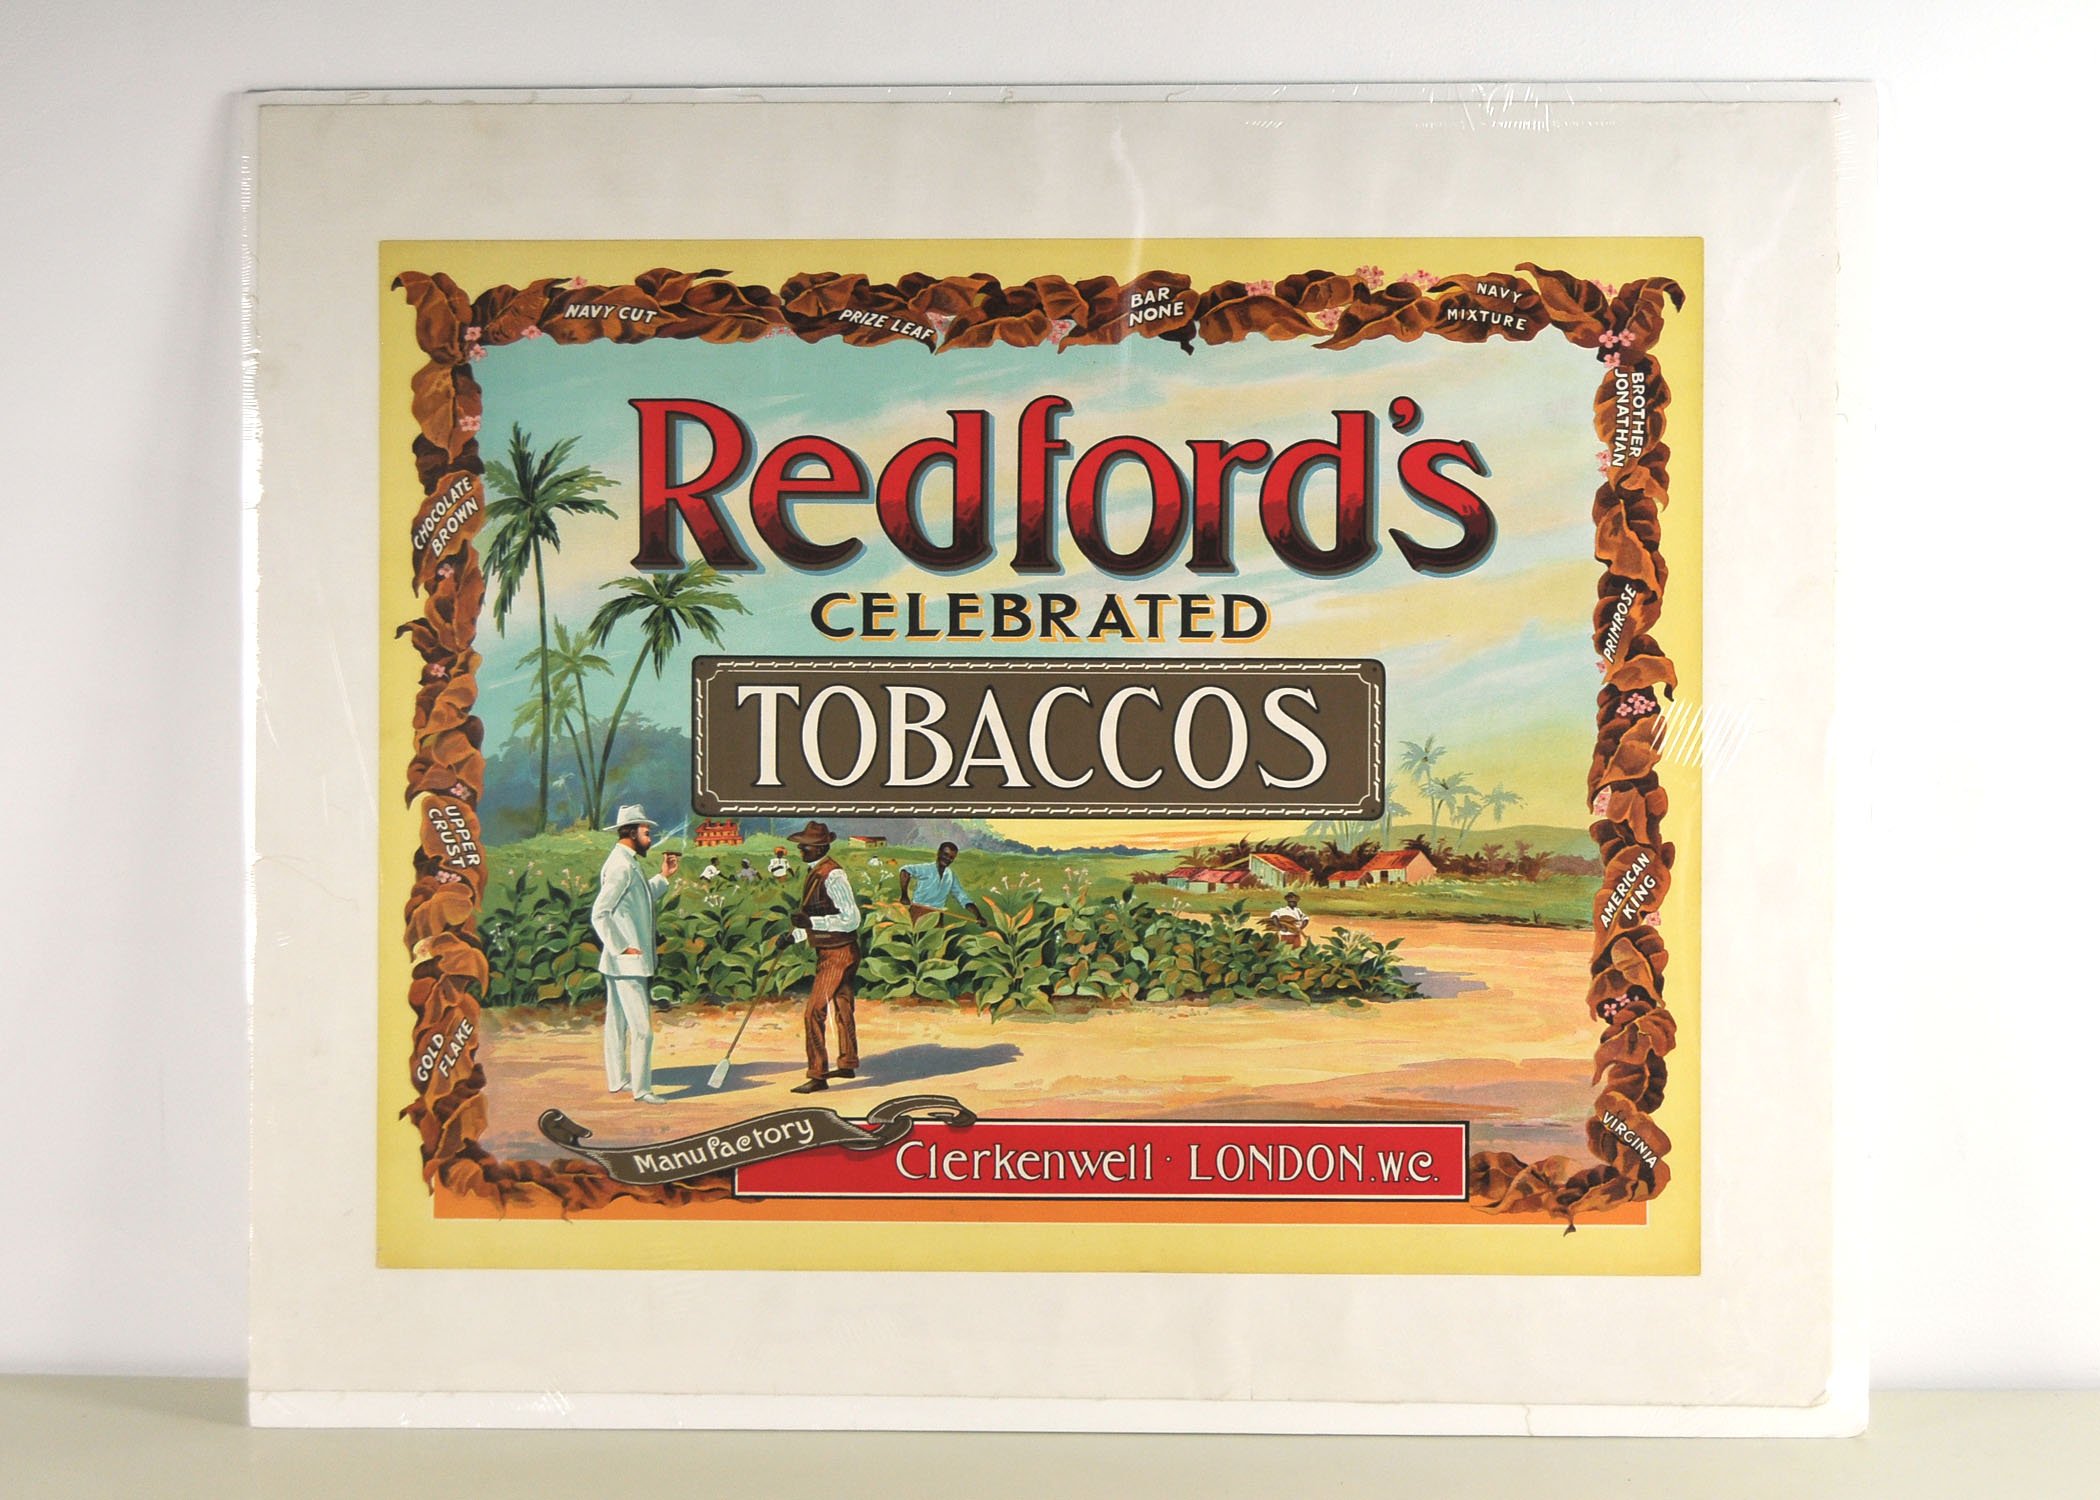 NAVY CUT
PRIZE LEAF
BAR
NONE
NAVY
MIXTURE
BROTHER
JONATHAN
CHOCOLATE
BROWN
PRIMROSE
UPPER
CRUST
AMERICAN
KING
GOLD
FLAKE
VIRGINIA
Redford's
CELEBRATED
TOBACCOS
Manufactory
Clerkenwell · LONDON.W.C.